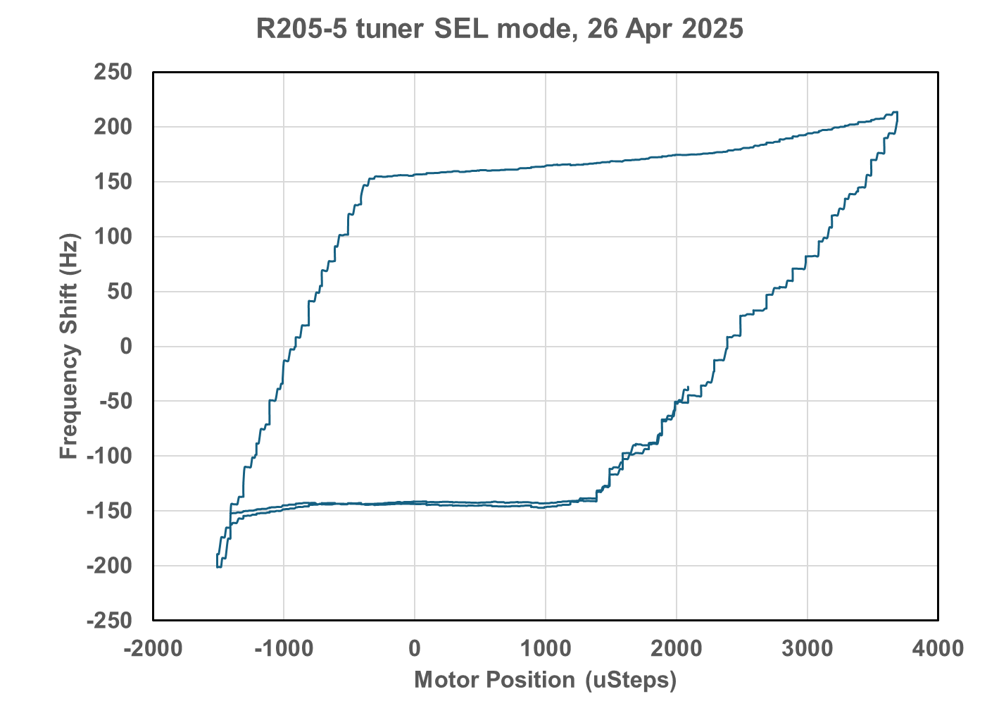 R205-5 tuner SEL mode, 26 Apr 2025
250
200
150
100
50
0
-50
-100
-150
-200
-250
Frequency Shift (Hz)
-2000 -1000 0 1000 2000 3000 4000
Motor Position (uSteps)